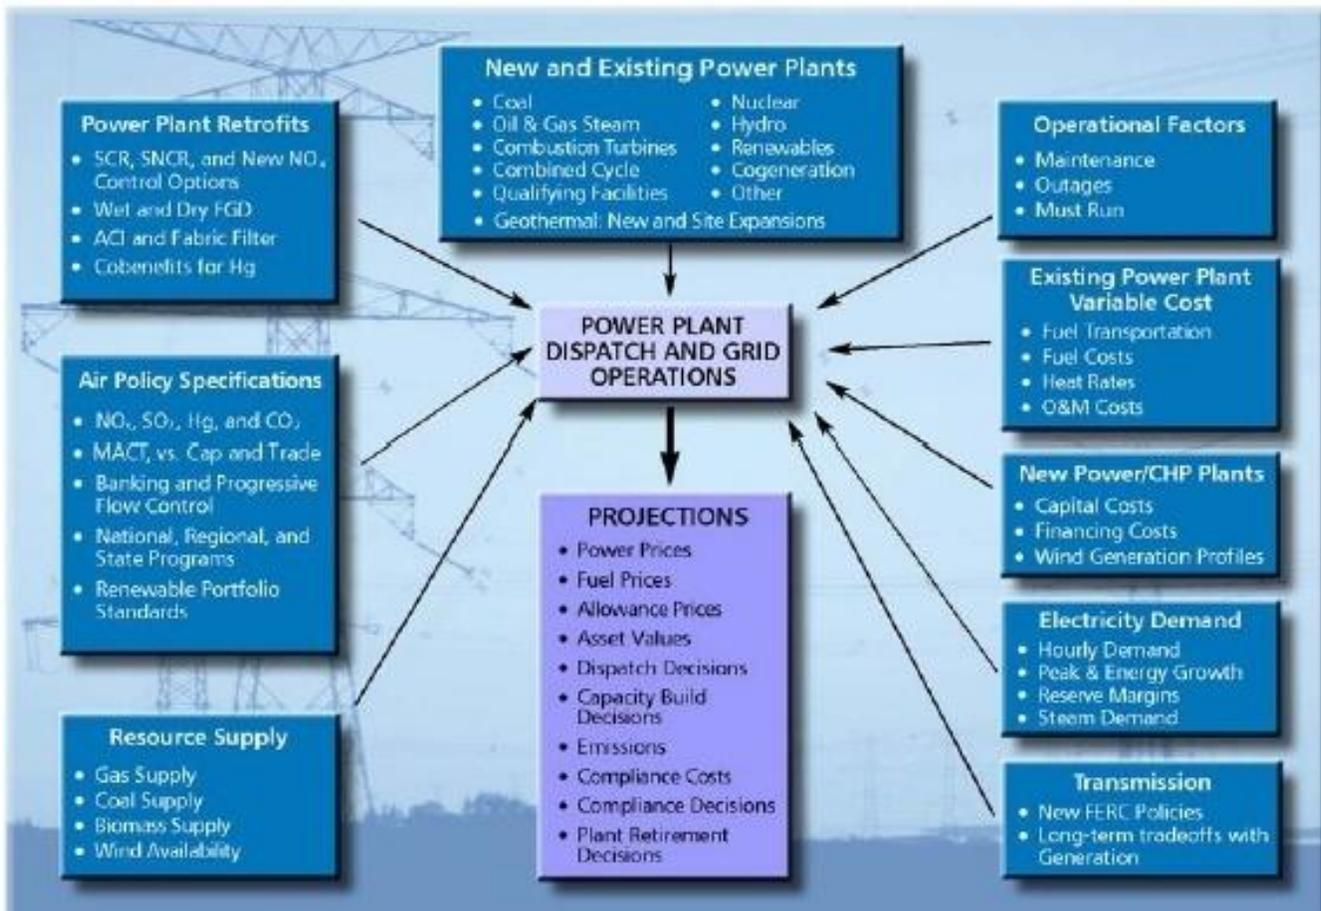 New and Existing Power Plants
• Coal
• Oil & Gas Steam
• Combustion Turbines
• Combined Cycle
• Qualifying Facilities
• Nuclear
• Hydro
• Renewables
• Cogeneration
• Other
• Geothermal: New and Site Expansions
Power Plant Retrofits
• SCR, SNCR, and New NOₓ
Control Options
• Wet and Dry FGD
• ACI and Fabric Filter
• Cobenefits for Hg
Air Policy Specifications
• NOₓ, SO₂, Hg, and CO₂
• MACT, vs. Cap and Trade
• Banking and Progressive
Flow Control
• National, Regional, and
State Programs
• Renewable Portfolio
Standards
Resource Supply
• Gas Supply
• Coal Supply
• Biomass Supply
• Wind Availability
POWER PLANT
DISPATCH AND GRID
OPERATIONS
PROJECTIONS
• Power Prices
• Fuel Prices
• Allowance Prices
• Asset Values
• Dispatch Decisions
• Capacity Build
Decisions
• Emissions
• Compliance Costs
• Compliance Decisions
• Plant Retirement
Decisions
Operational Factors
• Maintenance
• Outages
• Must Run
Existing Power Plant
Variable Cost
• Fuel Transportation
• Fuel Costs
• Heat Rates
• O&M Costs
New Power/CHP Plants
• Capital Costs
• Financing Costs
• Wind Generation Profiles
Electricity Demand
• Hourly Demand
• Peak & Energy Growth
• Reserve Margins
• Steam Demand
Transmission
• New FERC Policies
• Long-term tradeoffs with
Generation